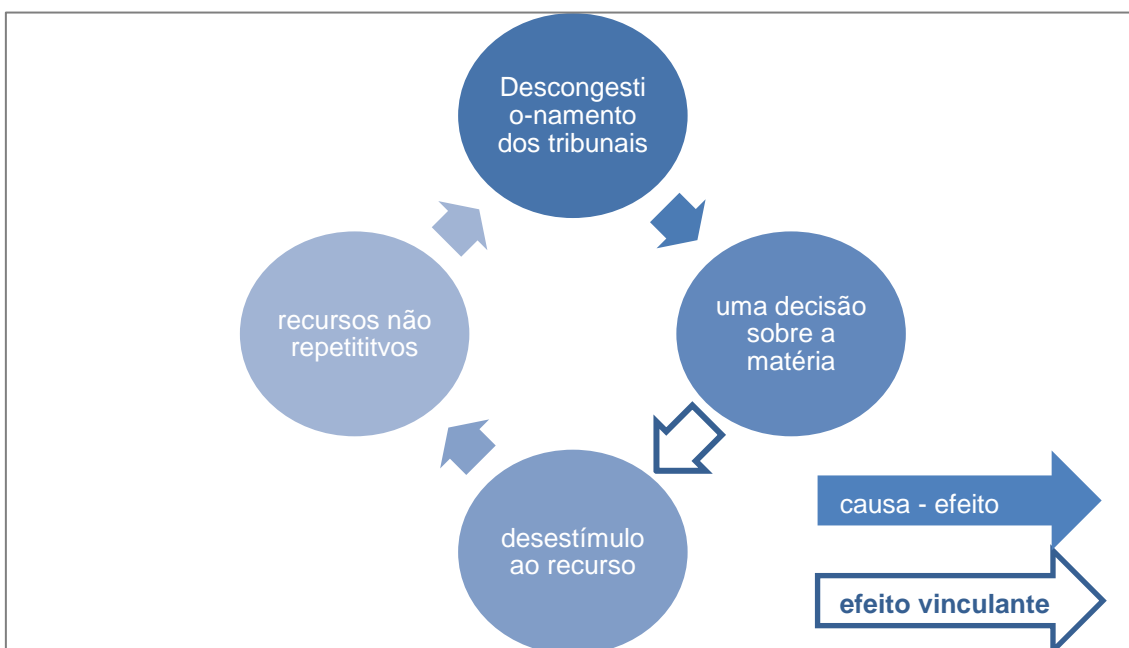 Descongesti
o-namento
dos tribunais
uma decisão
sobre a
matéria
desestímulo
ao recurso
recursos não
repetititvos
causa - efeito
efeito vinculante